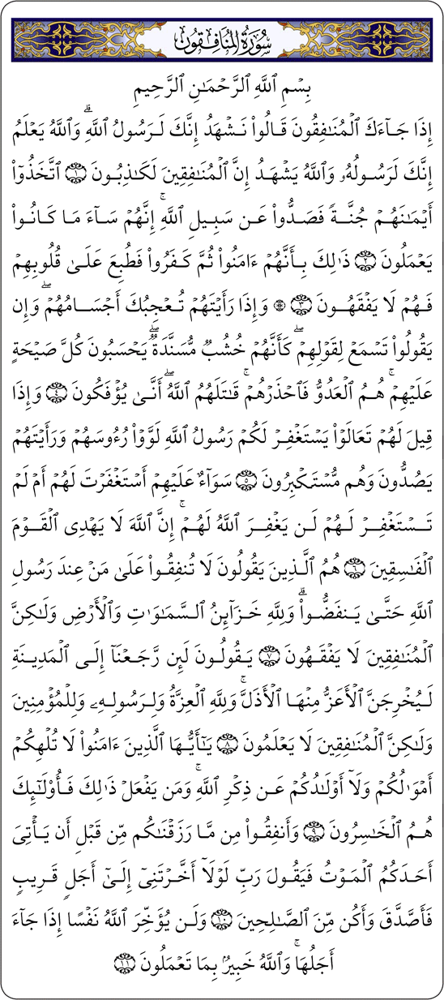 سُورَةُ المُنَافِقُونَ
بِسۡمِ ٱللَّهِ ٱلرَّحۡمَٰنِ ٱلرَّحِيمِ
إِذَا جَآءَكَ ٱلۡمُنَٰفِقُونَ قَالُواْ نَشۡهَدُ إِنَّكَ لَرَسُولُ ٱللَّهِۗ وَٱللَّهُ يَعۡلَمُ
إِنَّكَ لَرَسُولُهُۥ وَٱللَّهُ يَشۡهَدُ إِنَّ ٱلۡمُنَٰفِقِينَ لَكَٰذِبُونَ ١ ٱتَّخَذُوٓاْ
أَيۡمَٰنَهُمۡ جُنَّةٗ فَصَدُّواْ عَن سَبِيلِ ٱللَّهِۚ إِنَّهُمۡ سَآءَ مَا كَانُواْ
يَعۡمَلُونَ ٢ ذَٰلِكَ بِأَنَّهُمۡ ءَامَنُواْ ثُمَّ كَفَرُواْ فَطُبِعَ عَلَىٰ قُلُوبِهِمۡ
فَهُمۡ لَا يَفۡقَهُونَ ٣ ۞ وَإِذَا رَأَيۡتَهُمۡ تُعۡجِبُكَ أَجۡسَامُهُمۡۖ وَإِن
يَقُولُواْ تَسۡمَعۡ لِقَوۡلِهِمۡۖ كَأَنَّهُمۡ خُشُبٞ مُّسَنَّدَةٞۖ يَحۡسَبُونَ كُلَّ صَيۡحَةٍ
عَلَيۡهِمۡۚ هُمُ ٱلۡعَدُوُّ فَٱحۡذَرۡهُمۡۚ قَٰتَلَهُمُ ٱللَّهُۖ أَنَّىٰ يُؤۡفَكُونَ ٤ وَإِذَا
قِيلَ لَهُمۡ تَعَالَوۡاْ يَسۡتَغۡفِرۡ لَكُمۡ رَسُولُ ٱللَّهِ لَوَّوۡاْ رُءُوسَهُمۡ وَرَأَيۡتَهُمۡ
يَصُدُّونَ وَهُم مُّسۡتَكۡبِرُونَ ٥ سَوَآءٌ عَلَيۡهِمۡ أَسۡتَغۡفَرۡتَ لَهُمۡ أَمۡ لَمۡ
تَسۡتَغۡفِرۡ لَهُمۡ لَن يَغۡفِرَ ٱللَّهُ لَهُمۡۚ إِنَّ ٱللَّهَ لَا يَهۡدِي ٱلۡقَوۡمَ
ٱلۡفَٰسِقِينَ ٦ هُمُ ٱلَّذِينَ يَقُولُونَ لَا تُنفِقُواْ عَلَىٰ مَنۡ عِندَ رَسُولِ
ٱللَّهِ حَتَّىٰ يَنفَضُّواْۗ وَلِلَّهِ خَزَآئِنُ ٱلسَّمَٰوَٰتِ وَٱلۡأَرۡضِ وَلَٰكِنَّ
ٱلۡمُنَٰفِقِينَ لَا يَفۡقَهُونَ ٧ يَقُولُونَ لَئِن رَّجَعۡنَآ إِلَى ٱلۡمَدِينَةِ
لَيُخۡرِجَنَّ ٱلۡأَعَزُّ مِنۡهَا ٱلۡأَذَلَّۚ وَلِلَّهِ ٱلۡعِزَّةُ وَلِرَسُولِهِۦ وَلِلۡمُؤۡمِنِينَ
وَلَٰكِنَّ ٱلۡمُنَٰفِقِينَ لَا يَعۡلَمُونَ ٨ يَٰٓأَيُّهَا ٱلَّذِينَ ءَامَنُواْ لَا تُلۡهِكُمۡ
أَمۡوَٰلُكُمۡ وَلَآ أَوۡلَٰدُكُمۡ عَن ذِكۡرِ ٱللَّهِۚ وَمَن يَفۡعَلۡ ذَٰلِكَ فَأُوْلَٰٓئِكَ
هُمُ ٱلۡخَٰسِرُونَ ٩ وَأَنفِقُواْ مِن مَّا رَزَقۡنَٰكُم مِّن قَبۡلِ أَن يَأۡتِيَ
أَحَدَكُمُ ٱلۡمَوۡتُ فَيَقُولَ رَبِّ لَوۡلَآ أَخَّرۡتَنِيٓ إِلَىٰٓ أَجَلٖ قَرِيبٖ
فَأَصَّدَّقَ وَأَكُن مِّنَ ٱلصَّٰلِحِينَ ١٠ وَلَن يُؤَخِّرَ ٱللَّهُ نَفۡسًا إِذَا جَآءَ
أَجَلُهَاۚ وَٱللَّهُ خَبِيرُۢ بِمَا تَعۡمَلُونَ ١١